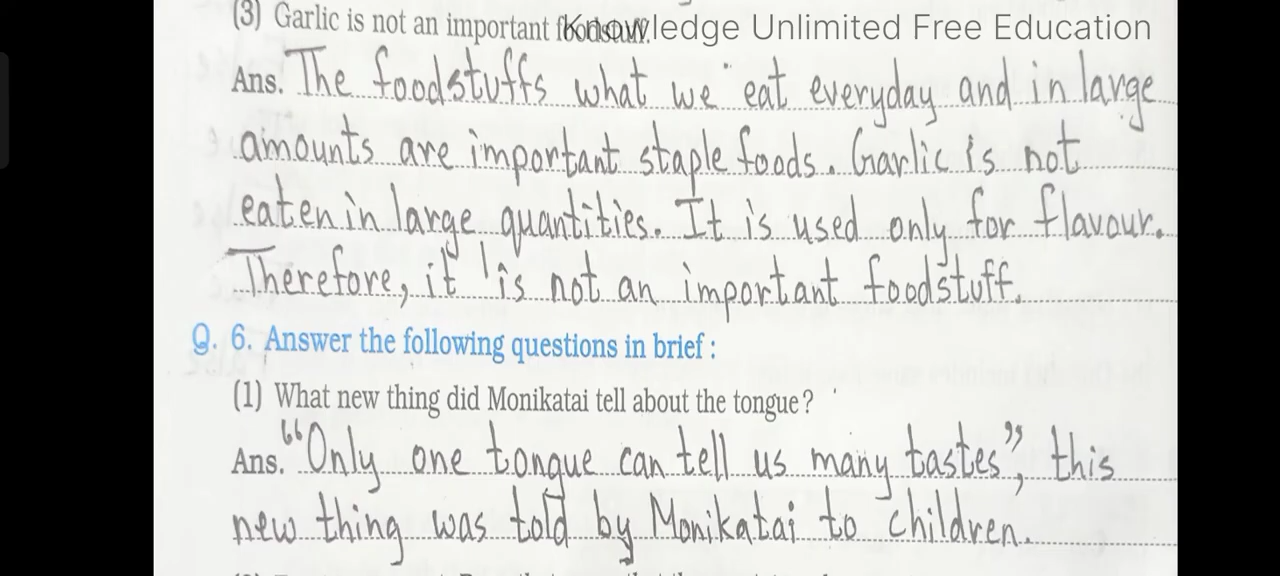 (3) Garlic is not an important foodstuff.
Knowledge Unlimited Free Education
Ans. The foodstuffs what we eat everyday and in large
amounts are important staple foods. Garlic is not
eaten in large quantities. It is used only for flavour.
Therefore, it is not an important foodstuff.
Q. 6. Answer the following questions in brief :
(1) What new thing did Monikatai tell about the tongue?
Ans. “Only one tongue can tell us many tastes”, this
new thing was told by Monikatai to children.